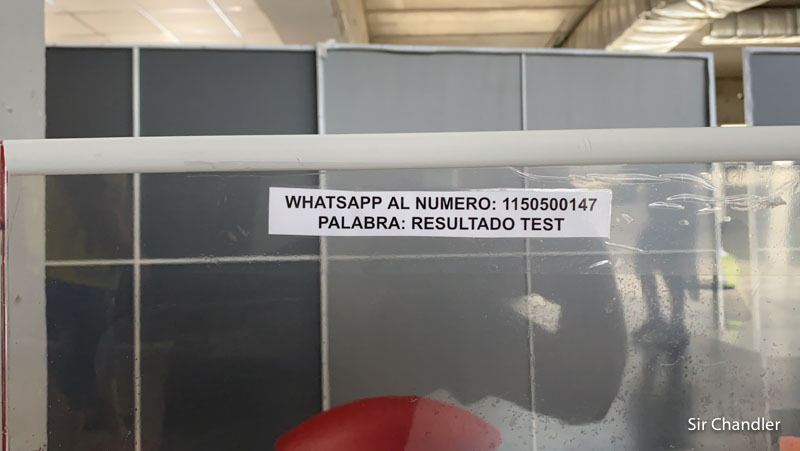 WHATSAPP AL NUMERO: 1150500147
PALABRA: RESULTADO TEST
Sir Chandler